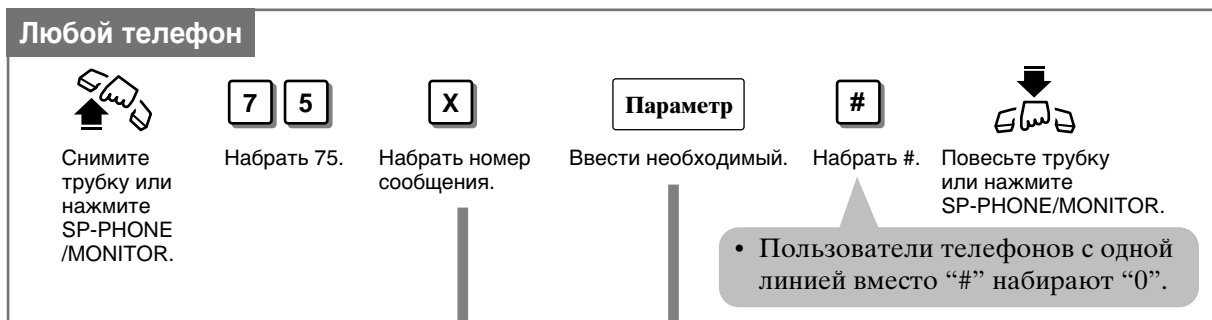 Любой телефон
7 5
X
Параметр
#
Снимите
трубку или
нажмите
SP-PHONE
/MONITOR.
Набрать 75.
Набрать номер
сообщения.
Ввести необходимый.
Набрать #.
Повесьте трубку
или нажмите
SP-PHONE/MONITOR.
• Пользователи телефонов с одной
линией вместо “#” набирают “0”.